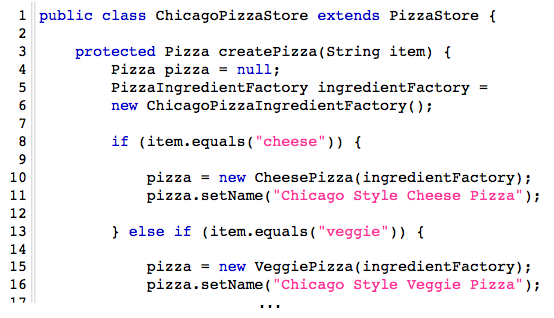 1 public class ChicagoPizzaStore extends PizzaStore {
2
3     protected Pizza createPizza(String item) {
4         Pizza pizza = null;
5         PizzaIngredientFactory ingredientFactory =
6         new ChicagoPizzaIngredientFactory();
7
8         if (item.equals("cheese")) {
9
10             pizza = new CheesePizza(ingredientFactory);
11             pizza.setName("Chicago Style Cheese Pizza");
12
13         } else if (item.equals("veggie")) {
14
15             pizza = new VeggiePizza(ingredientFactory);
16             pizza.setName("Chicago Style Veggie Pizza");
17
...